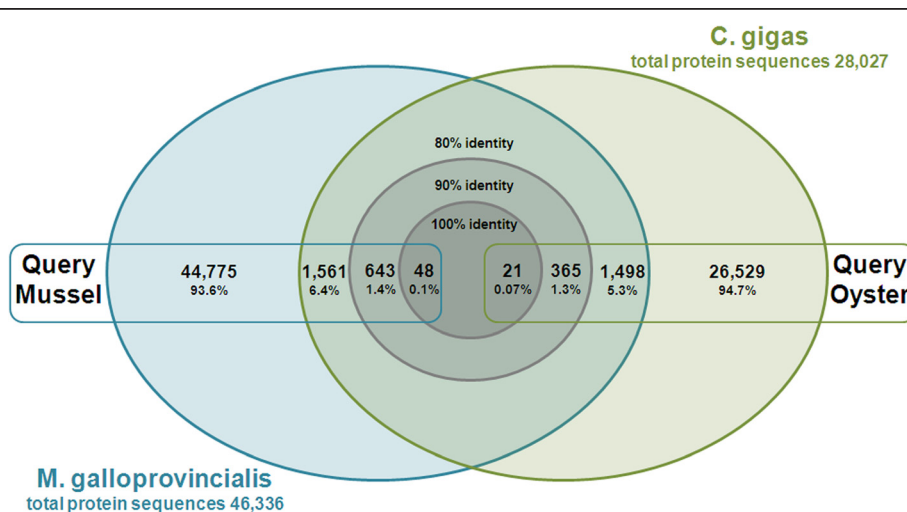 C. gigas
total protein sequences 28,027
80% identity
90% identity
100% identity
Query
Mussel
44,775
93.6%
1,561
6.4%
643
1.4%
48
0.1%
21
0.07%
365
1.3%
1,498
5.3%
26,529
94.7%
Query
Oyster
M. galloprovincialis
total protein sequences 46,336